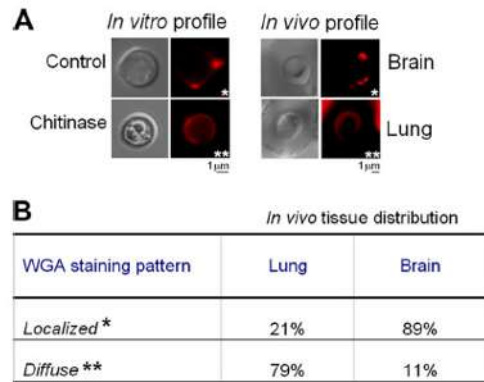 A
In vitro profile In vivo profile
Control * * Brain
Chitinase ** ** Lung
1μm 1μm
B
In vivo tissue distribution
WGA staining pattern Lung Brain
Localized * 21% 89%
Diffuse ** 79% 11%